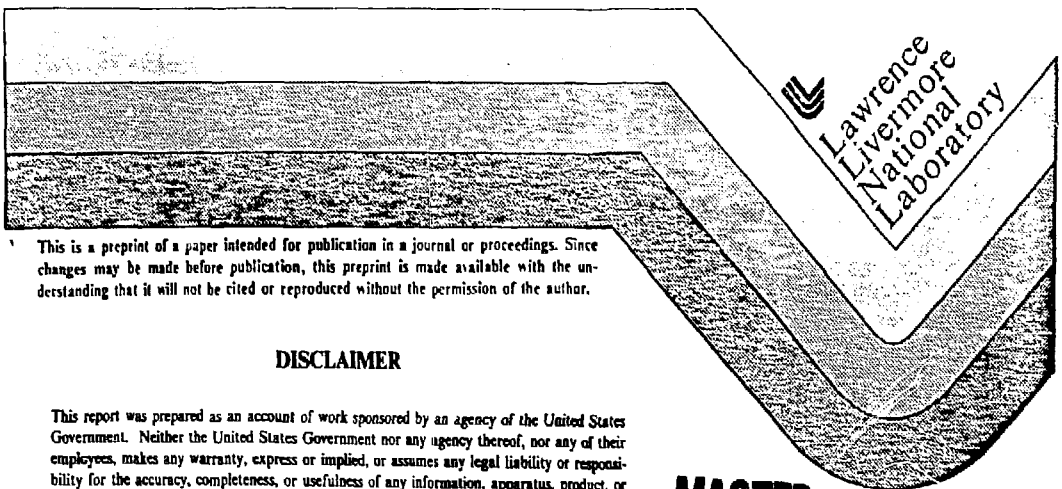 Lawrence
Livermore
National
Laboratory
This is a preprint of a paper intended for publication in a journal or proceedings. Since
changes may be made before publication, this preprint is made available with the un-
derstanding that it will not be cited or reproduced without the permission of the author.
DISCLAIMER
This report was prepared as an account of work sponsored by an agency of the United States
Government. Neither the United States Government nor any agency thereof, nor any of their
employees, makes any warranty, express or implied, or assumes any legal liability or responsi-
bility for the accuracy, completeness, or usefulness of any information, apparatus, product, or
MASTER